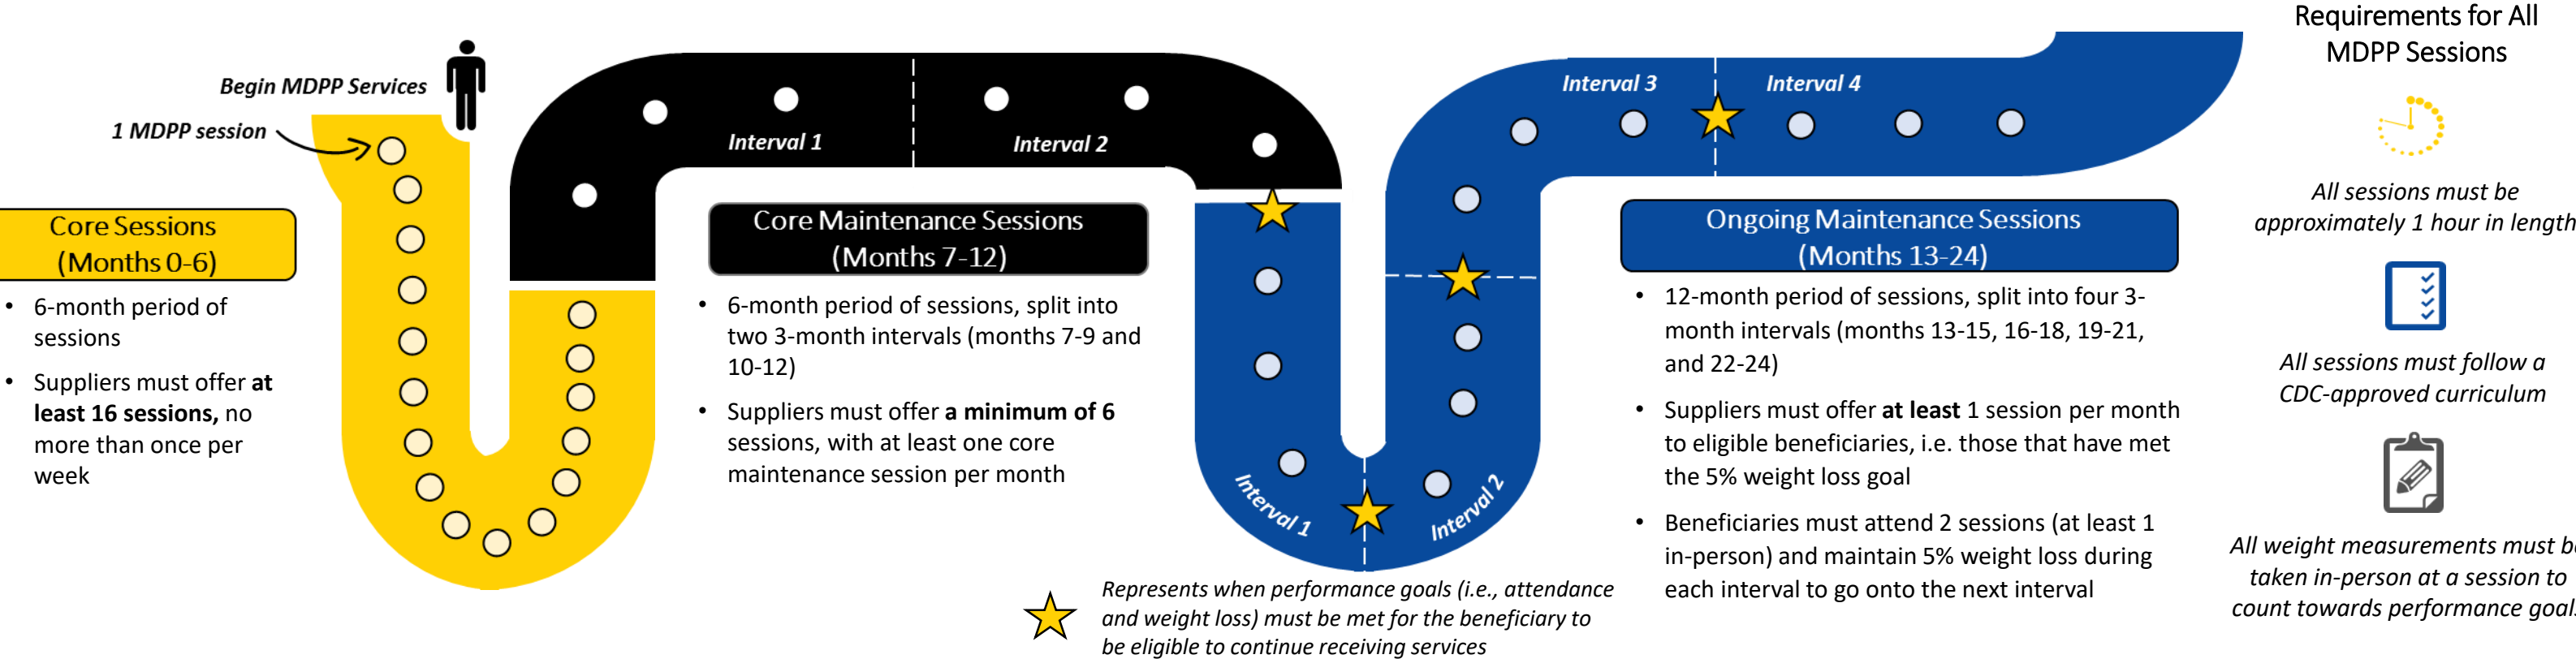 Begin MDPP Services
1 MDPP session
Core Sessions
(Months 0-6)
• 6-month period of
sessions
• Suppliers must offer at
least 16 sessions, no
more than once per
week
Interval 1
Interval 2
Core Maintenance Sessions
(Months 7-12)
• 6-month period of sessions, split into
two 3-month intervals (months 7-9 and
10-12)
• Suppliers must offer a minimum of 6
sessions, with at least one core
maintenance session per month
Interval 1
Interval 2
Interval 3
Interval 4
Ongoing Maintenance Sessions
(Months 13-24)
• 12-month period of sessions, split into four 3-
month intervals (months 13-15, 16-18, 19-21,
and 22-24)
• Suppliers must offer at least 1 session per month
to eligible beneficiaries, i.e. those that have met
the 5% weight loss goal
• Beneficiaries must attend 2 sessions (at least 1
in-person) and maintain 5% weight loss during
each interval to go onto the next interval
Represents when performance goals (i.e., attendance
and weight loss) must be met for the beneficiary to
be eligible to continue receiving services
Requirements for All
MDPP Sessions
All sessions must be
approximately 1 hour in length
All sessions must follow a
CDC-approved curriculum
All weight measurements must be
taken in-person at a session to
count towards performance goals